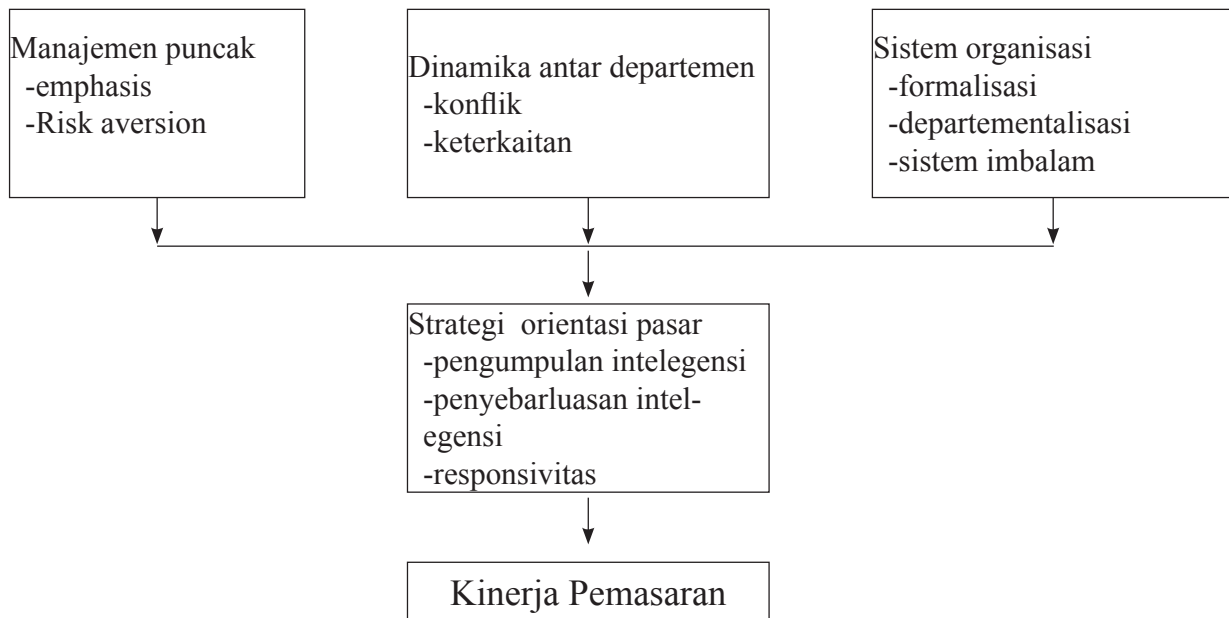 Manajemen puncak
-emphasis
-Risk aversion
Dinamika antar departemen
-konflik
-keterkaitan
Sistem organisasi
-formalisasi
-departementalisasi
-sistem imbalam
Strategi orientasi pasar
-pengumpulan intelegensi
-penyebarluasan intel-
egensi
-responsivitas
Kinerja Pemasaran